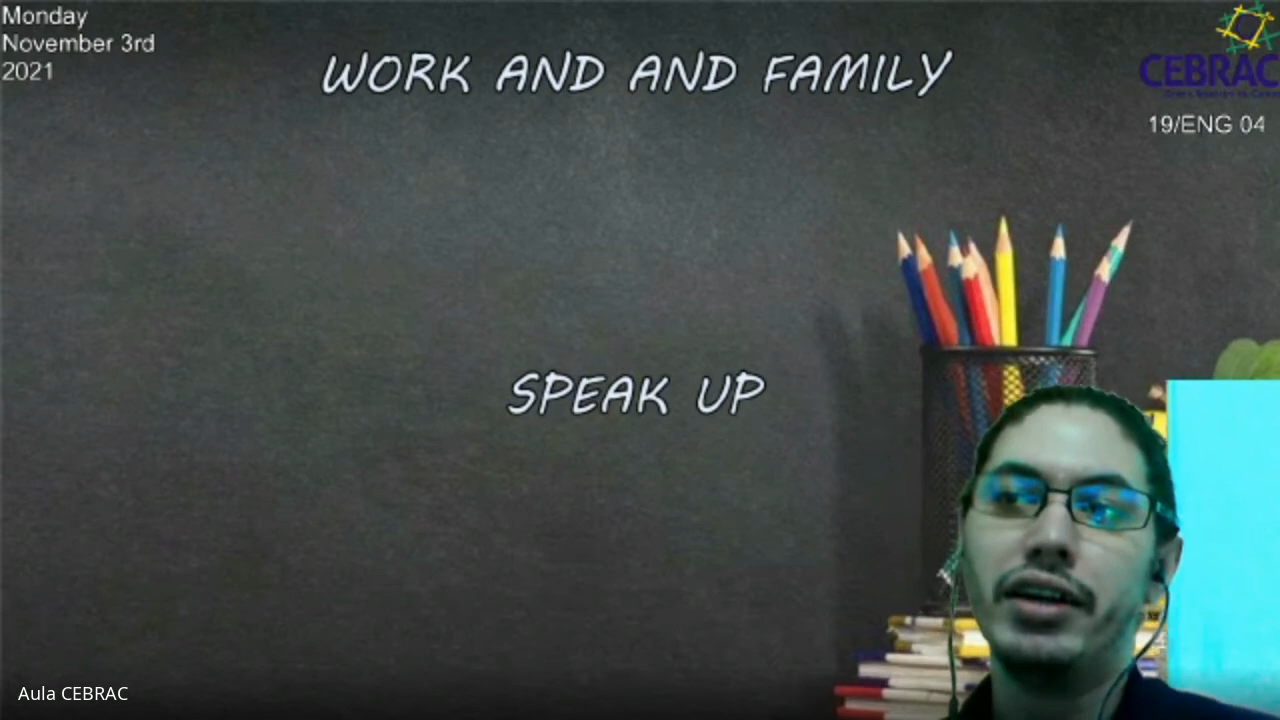 Monday
November 3rd
2021
WORK AND AND FAMILY
CEBRAC
19/ENG 04
SPEAK UP
Aula CEBRAC